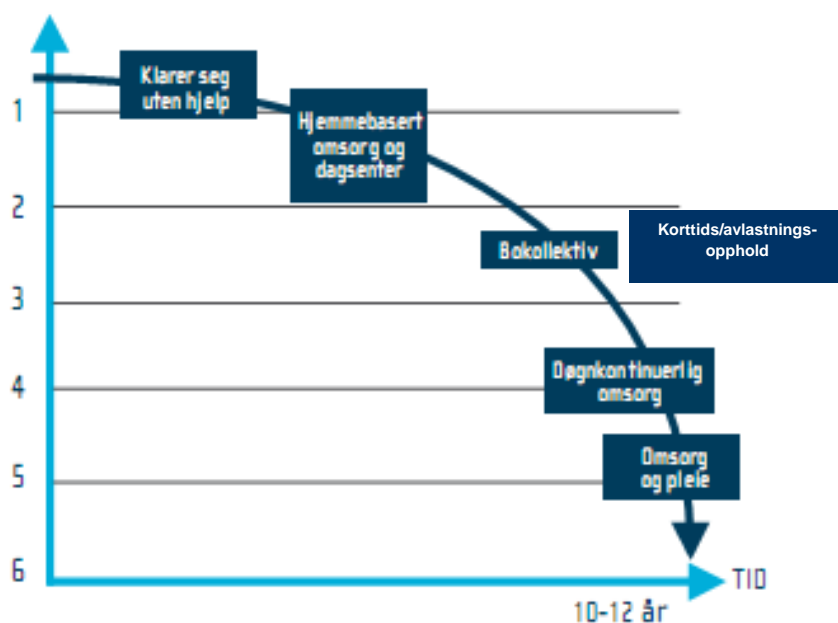 Klarer seg
uten hjelp
1
Hjemmebasert
omsorg og
dagsenter
2
Korttids/avlastnings-
opphold
Bokollektiv
3
Døgnkontinuerlig
omsorg
4
Omsorg
og pleie
5
6
TID
10-12 år